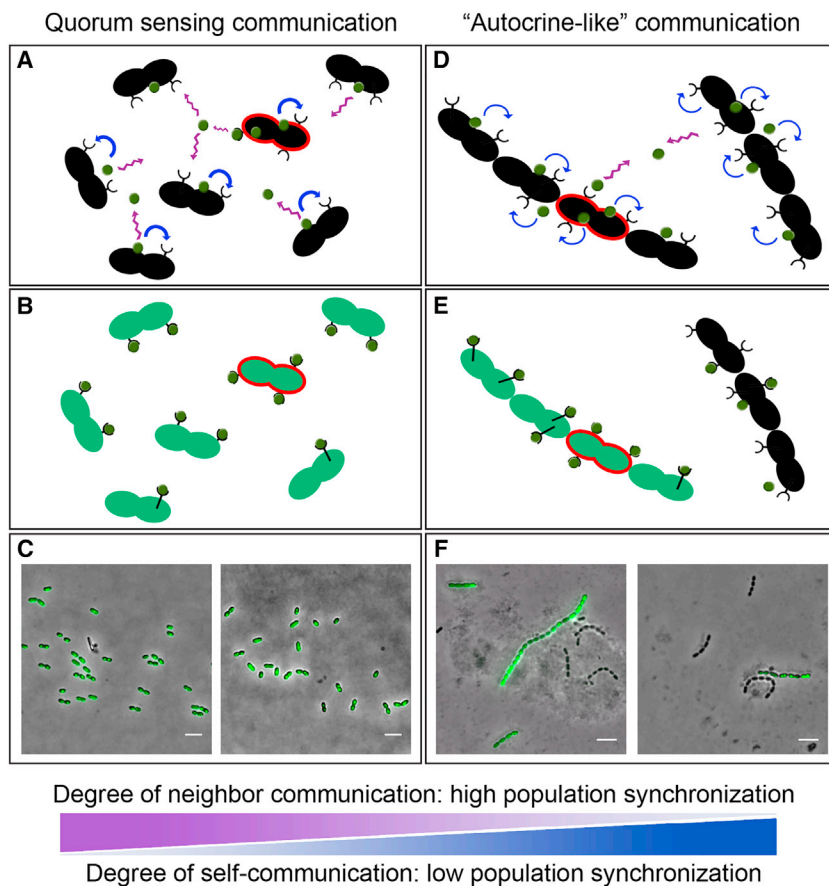 Quorum sensing communication
“Autocrine-like” communication
A
D
B
E
C
F
Degree of neighbor communication: high population synchronization
Degree of self-communication: low population synchronization